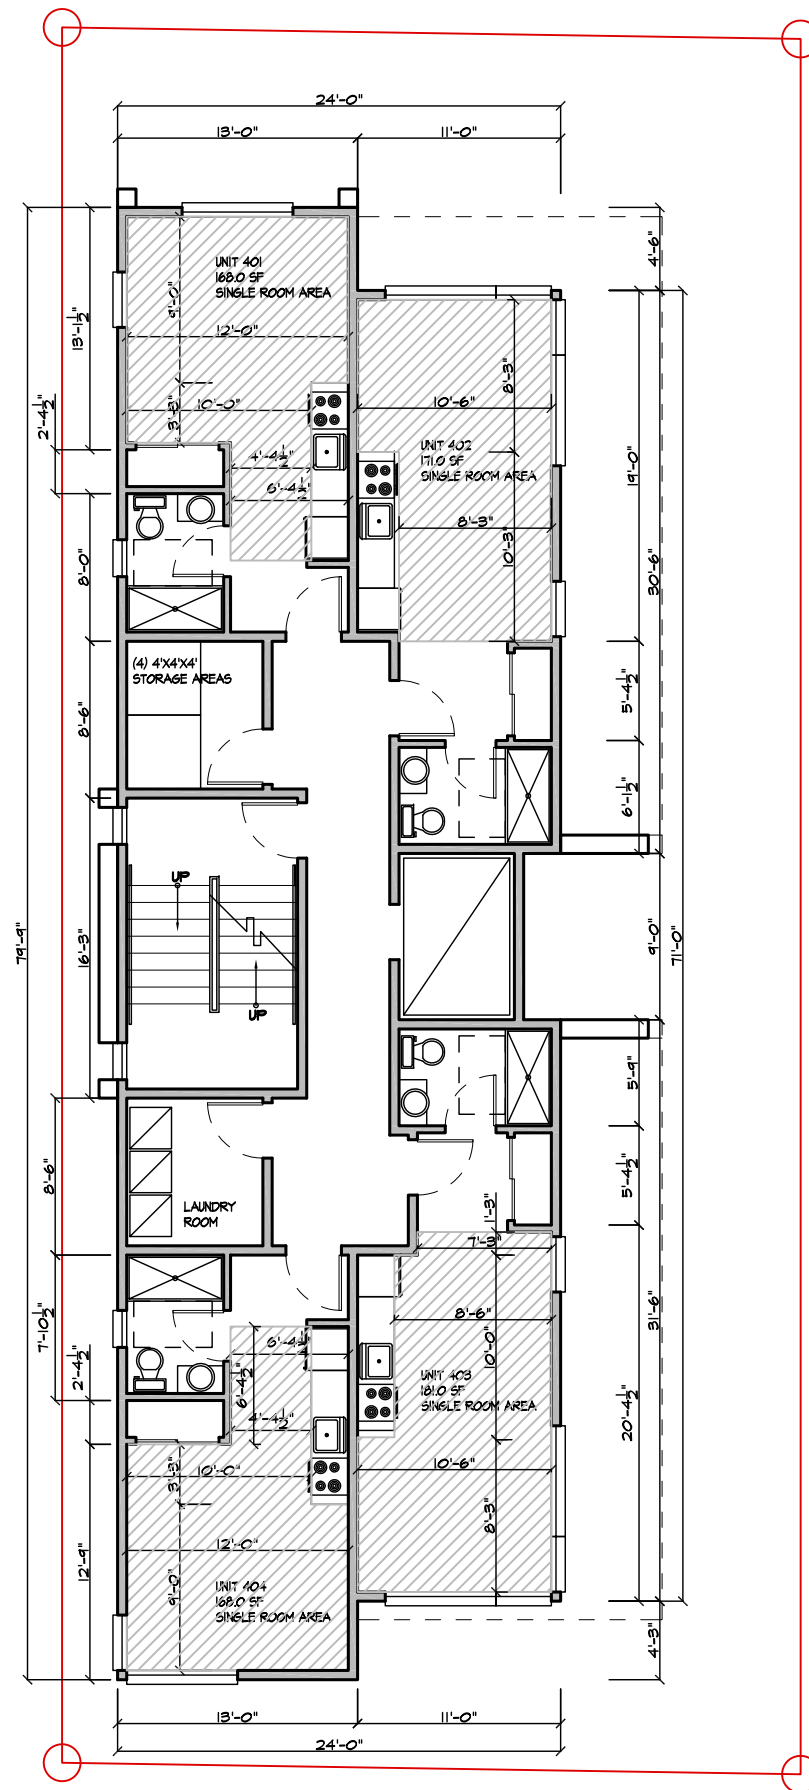 24'-0"
13'-0"
11'-0"
4'-6"
UNIT 401
168.0 SF
SINGLE ROOM AREA
9'-0"
13'-1½"
12'-0"
8'-3"
10'-0"
10'-6"
3'-3"
2'-4½"
UNIT 402
171.0 SF
SINGLE ROOM AREA
4'-4½"
6'-4½"
19'-0"
8'-3"
10'-3"
8'-0"
30'-6"
(4) 4'X4'X4'
STORAGE AREAS
8'-6"
5'-4½"
6'-1½"
UP
79'-9"
16'-3"
9'-0"
71'-0"
UP
5'-9"
8'-6"
5'-4½"
LAUNDRY
ROOM
1'-3"
7'-3"
7'-10½"
8'-6"
31'-6"
6'-4½"
10'-0"
2'-4½"
6'-4½"
UNIT 403
181.0 SF
SINGLE ROOM AREA
4'-4½"
20'-4½"
10'-0"
3'-3"
10'-6"
8'-3"
12'-0"
12'-9"
9'-0"
UNIT 404
168.0 SF
SINGLE ROOM AREA
4'-3"
13'-0"
11'-0"
24'-0"